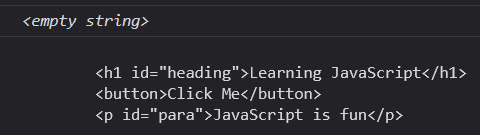 <empty string>
<h1 id="heading">Learning JavaScript</h1>
<button>Click Me</button>
<p id="para">JavaScript is fun</p>